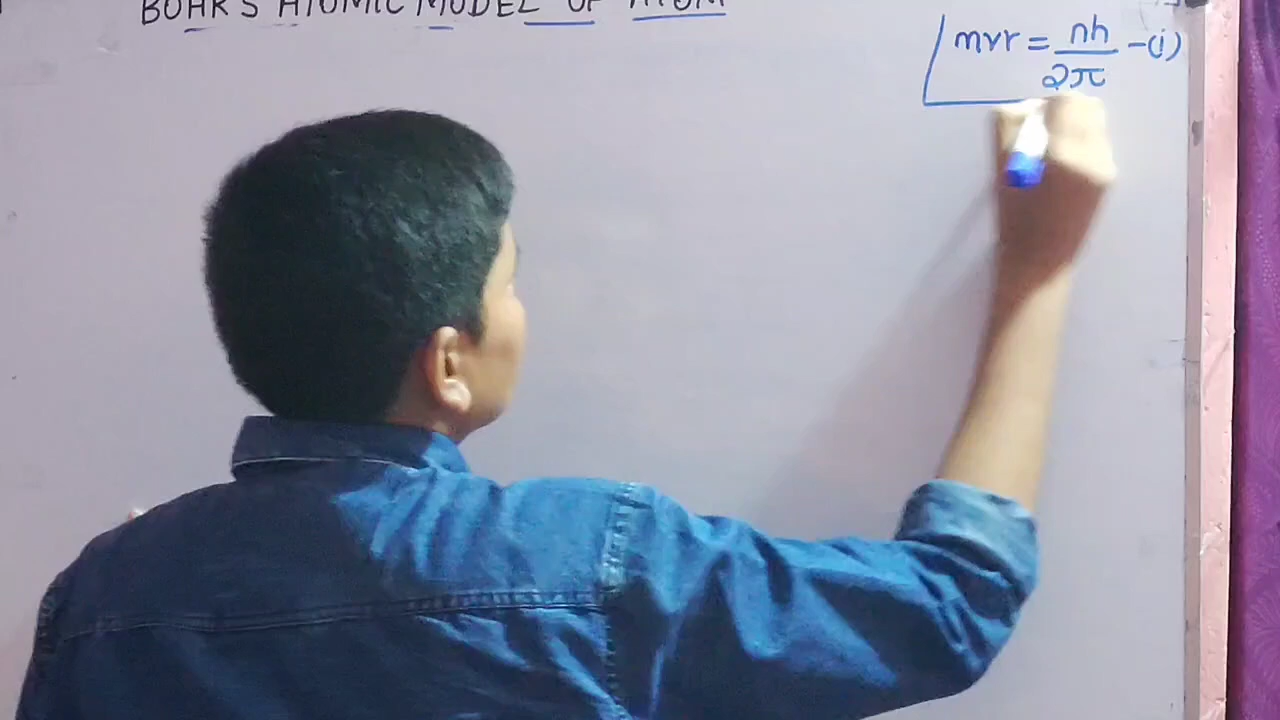 BOHR'S ATOMIC MODEL OF ATOM
mvr = nh/2π -(i)